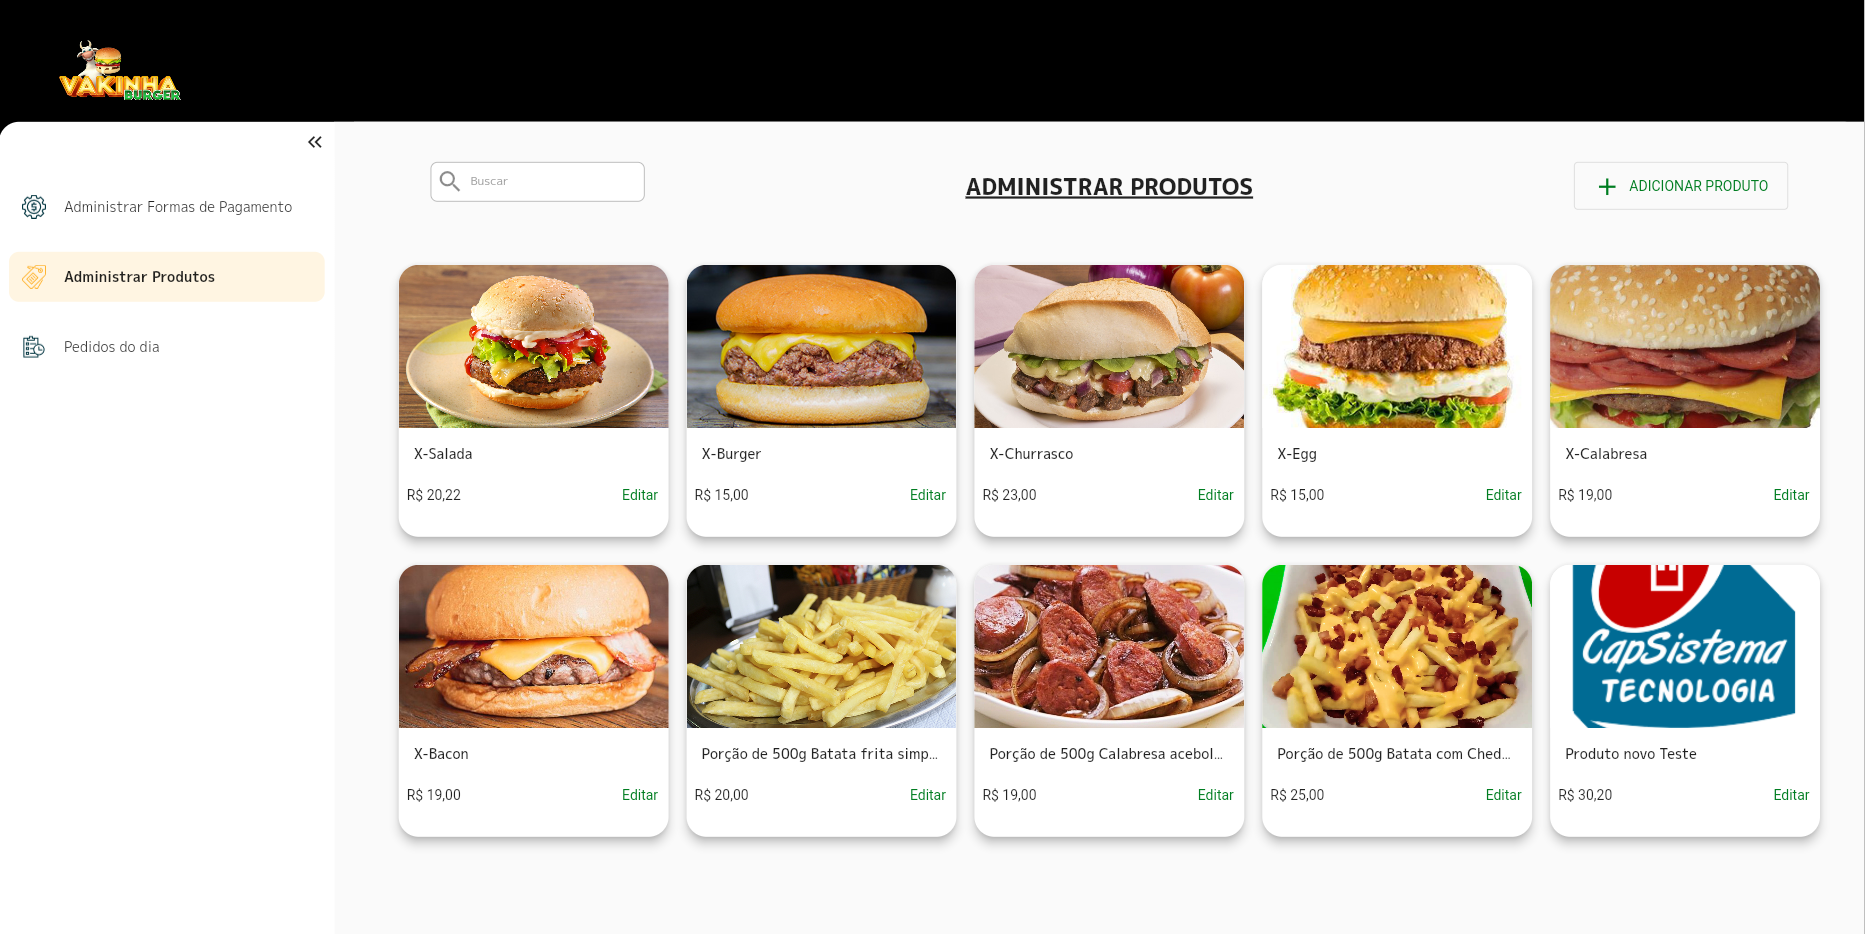 VAKINHA
BURGER
Administrar Formas de Pagamento
Administrar Produtos
Pedidos do dia
Buscar
ADMINISTRAR PRODUTOS
ADICIONAR PRODUTO
X-Salada
R$ 20,22
Editar
X-Burger
R$ 15,00
Editar
X-Churrasco
R$ 23,00
Editar
X-Egg
R$ 15,00
Editar
X-Calabresa
R$ 19,00
Editar
X-Bacon
R$ 19,00
Editar
Porção de 500g Batata frita simp...
R$ 20,00
Editar
Porção de 500g Calabresa acebol...
R$ 19,00
Editar
Porção de 500g Batata com Ched...
R$ 25,00
Editar
CapSistema
TECNOLOGIA
Produto novo Teste
R$ 30,20
Editar